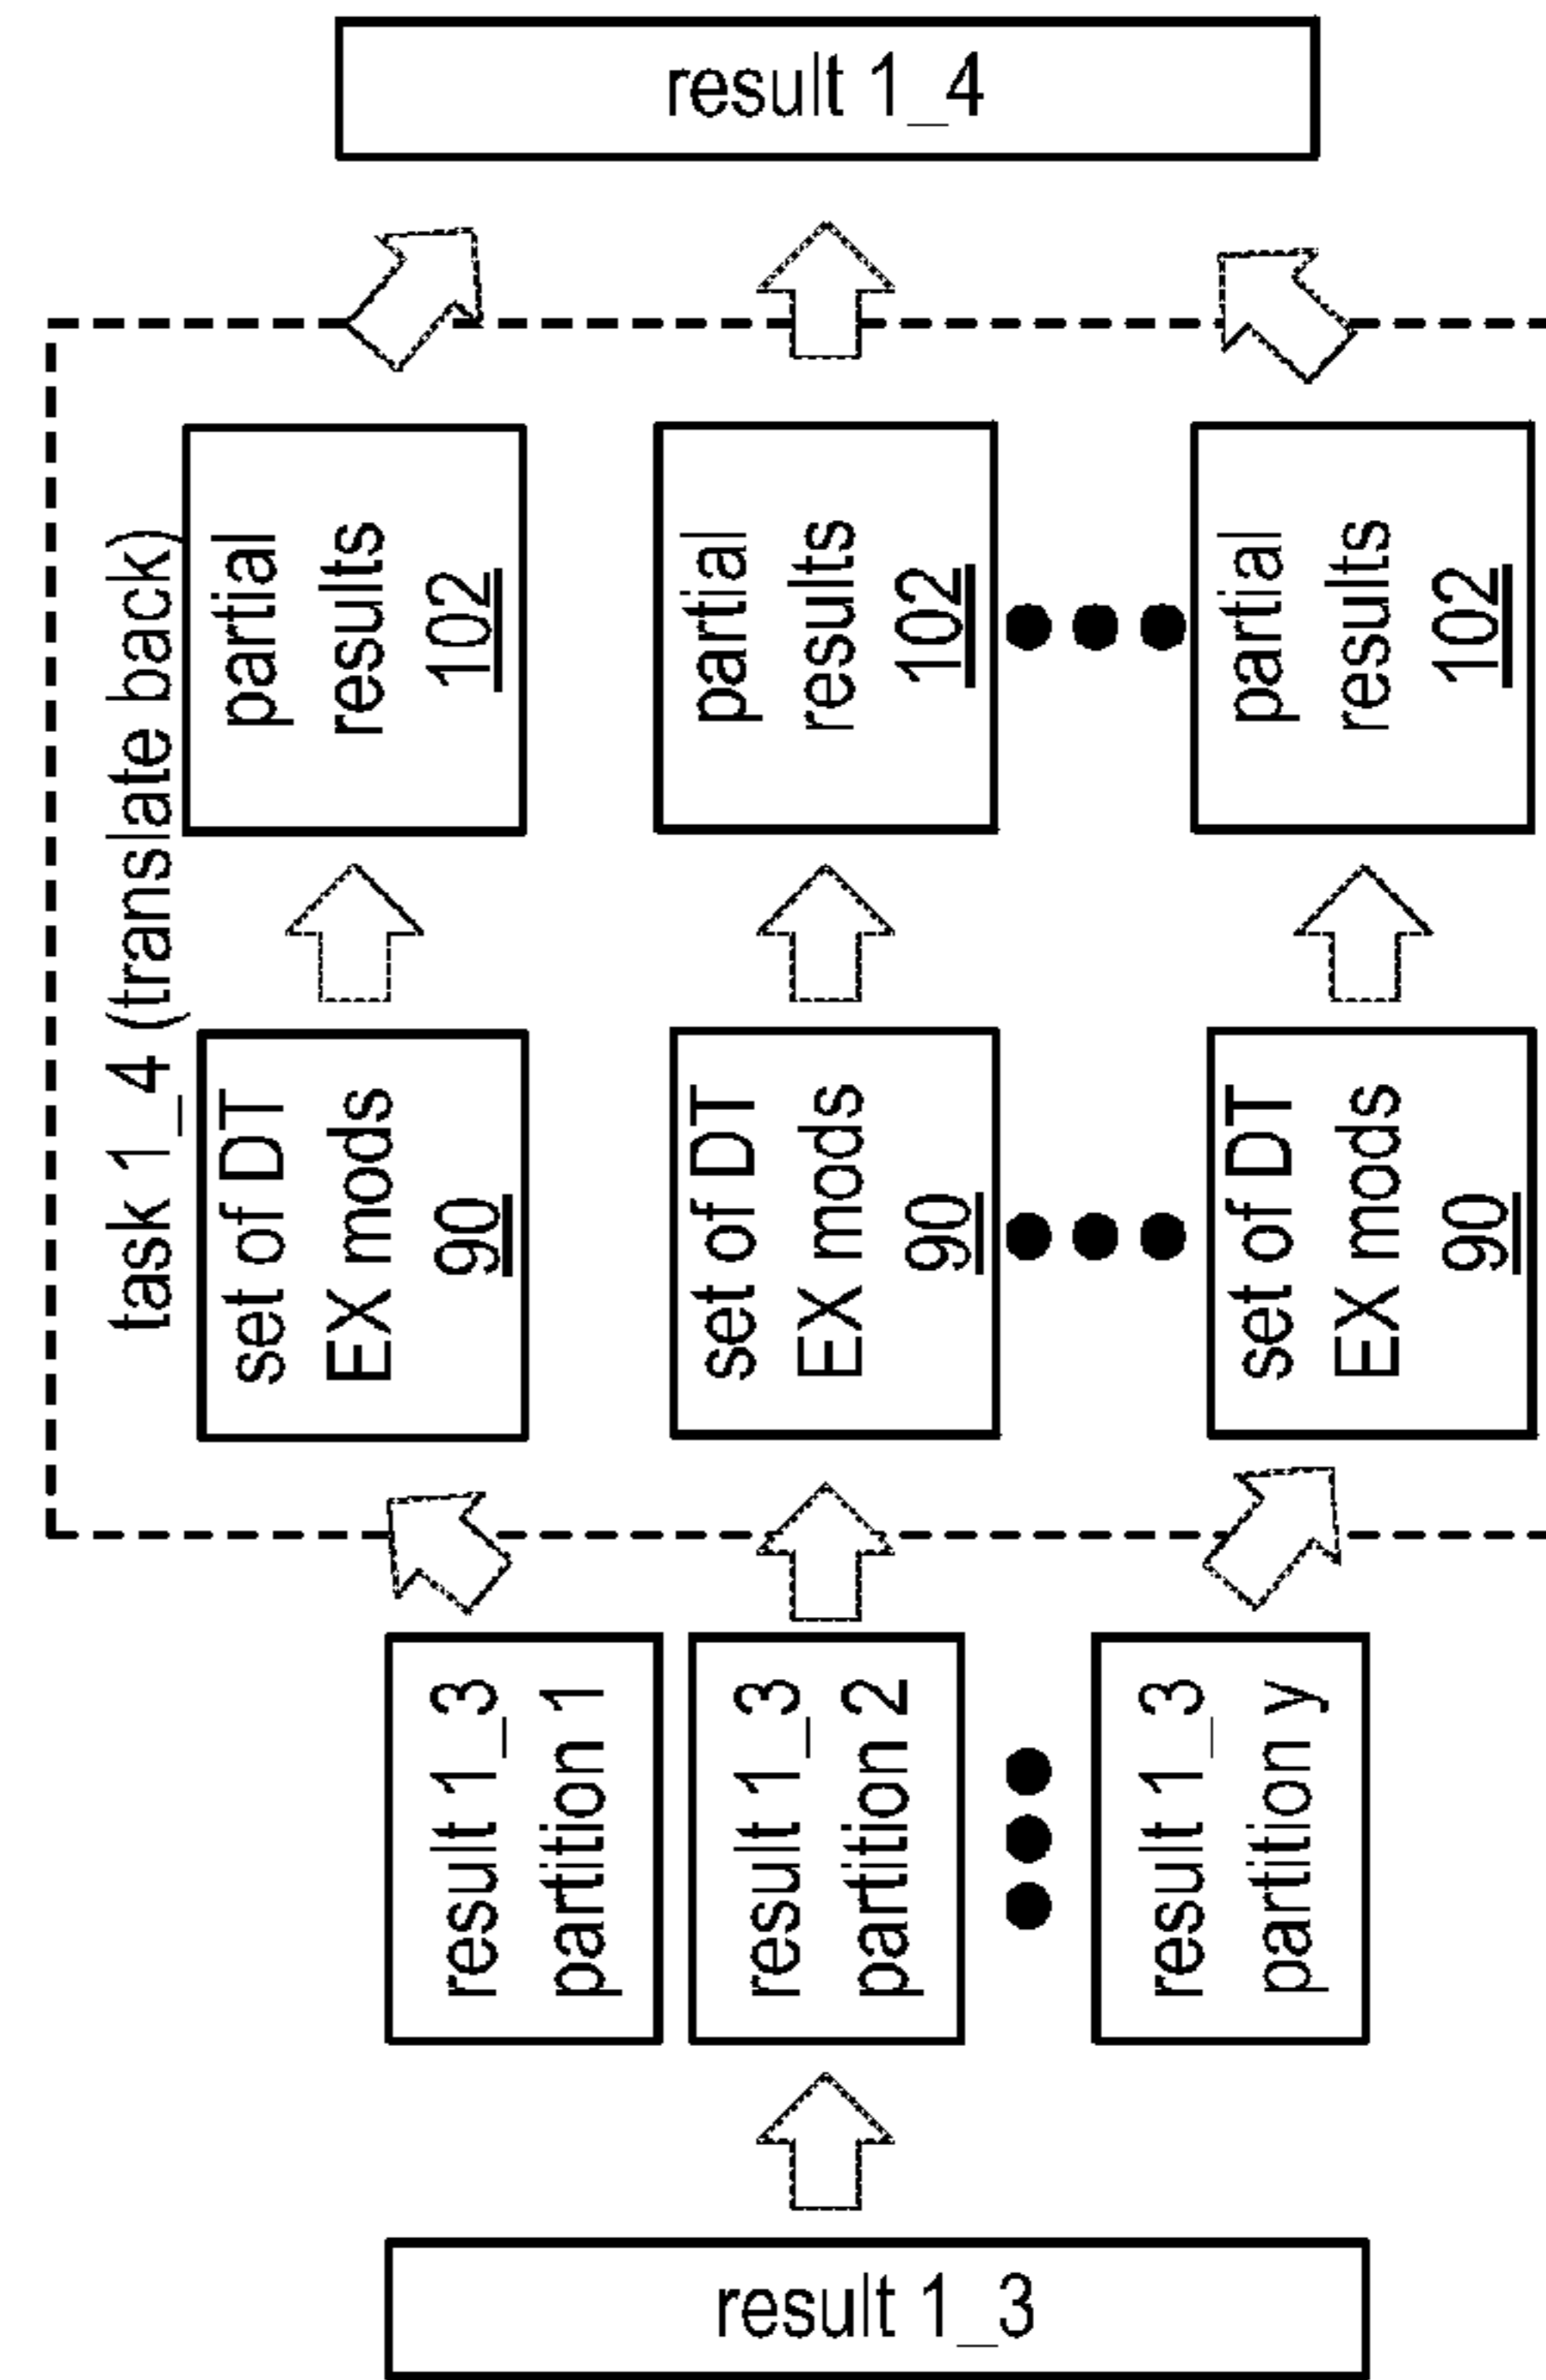 result 1_4
task 1_4 (translate back)
partial
results
102
partial
results
102
partial
results
102
set of DT
EX mods
90
set of DT
EX mods
90
set of DT
EX mods
90
result 1_3
partition 1
result 1_3
partition 2
result 1_3
partition y
result 1_3